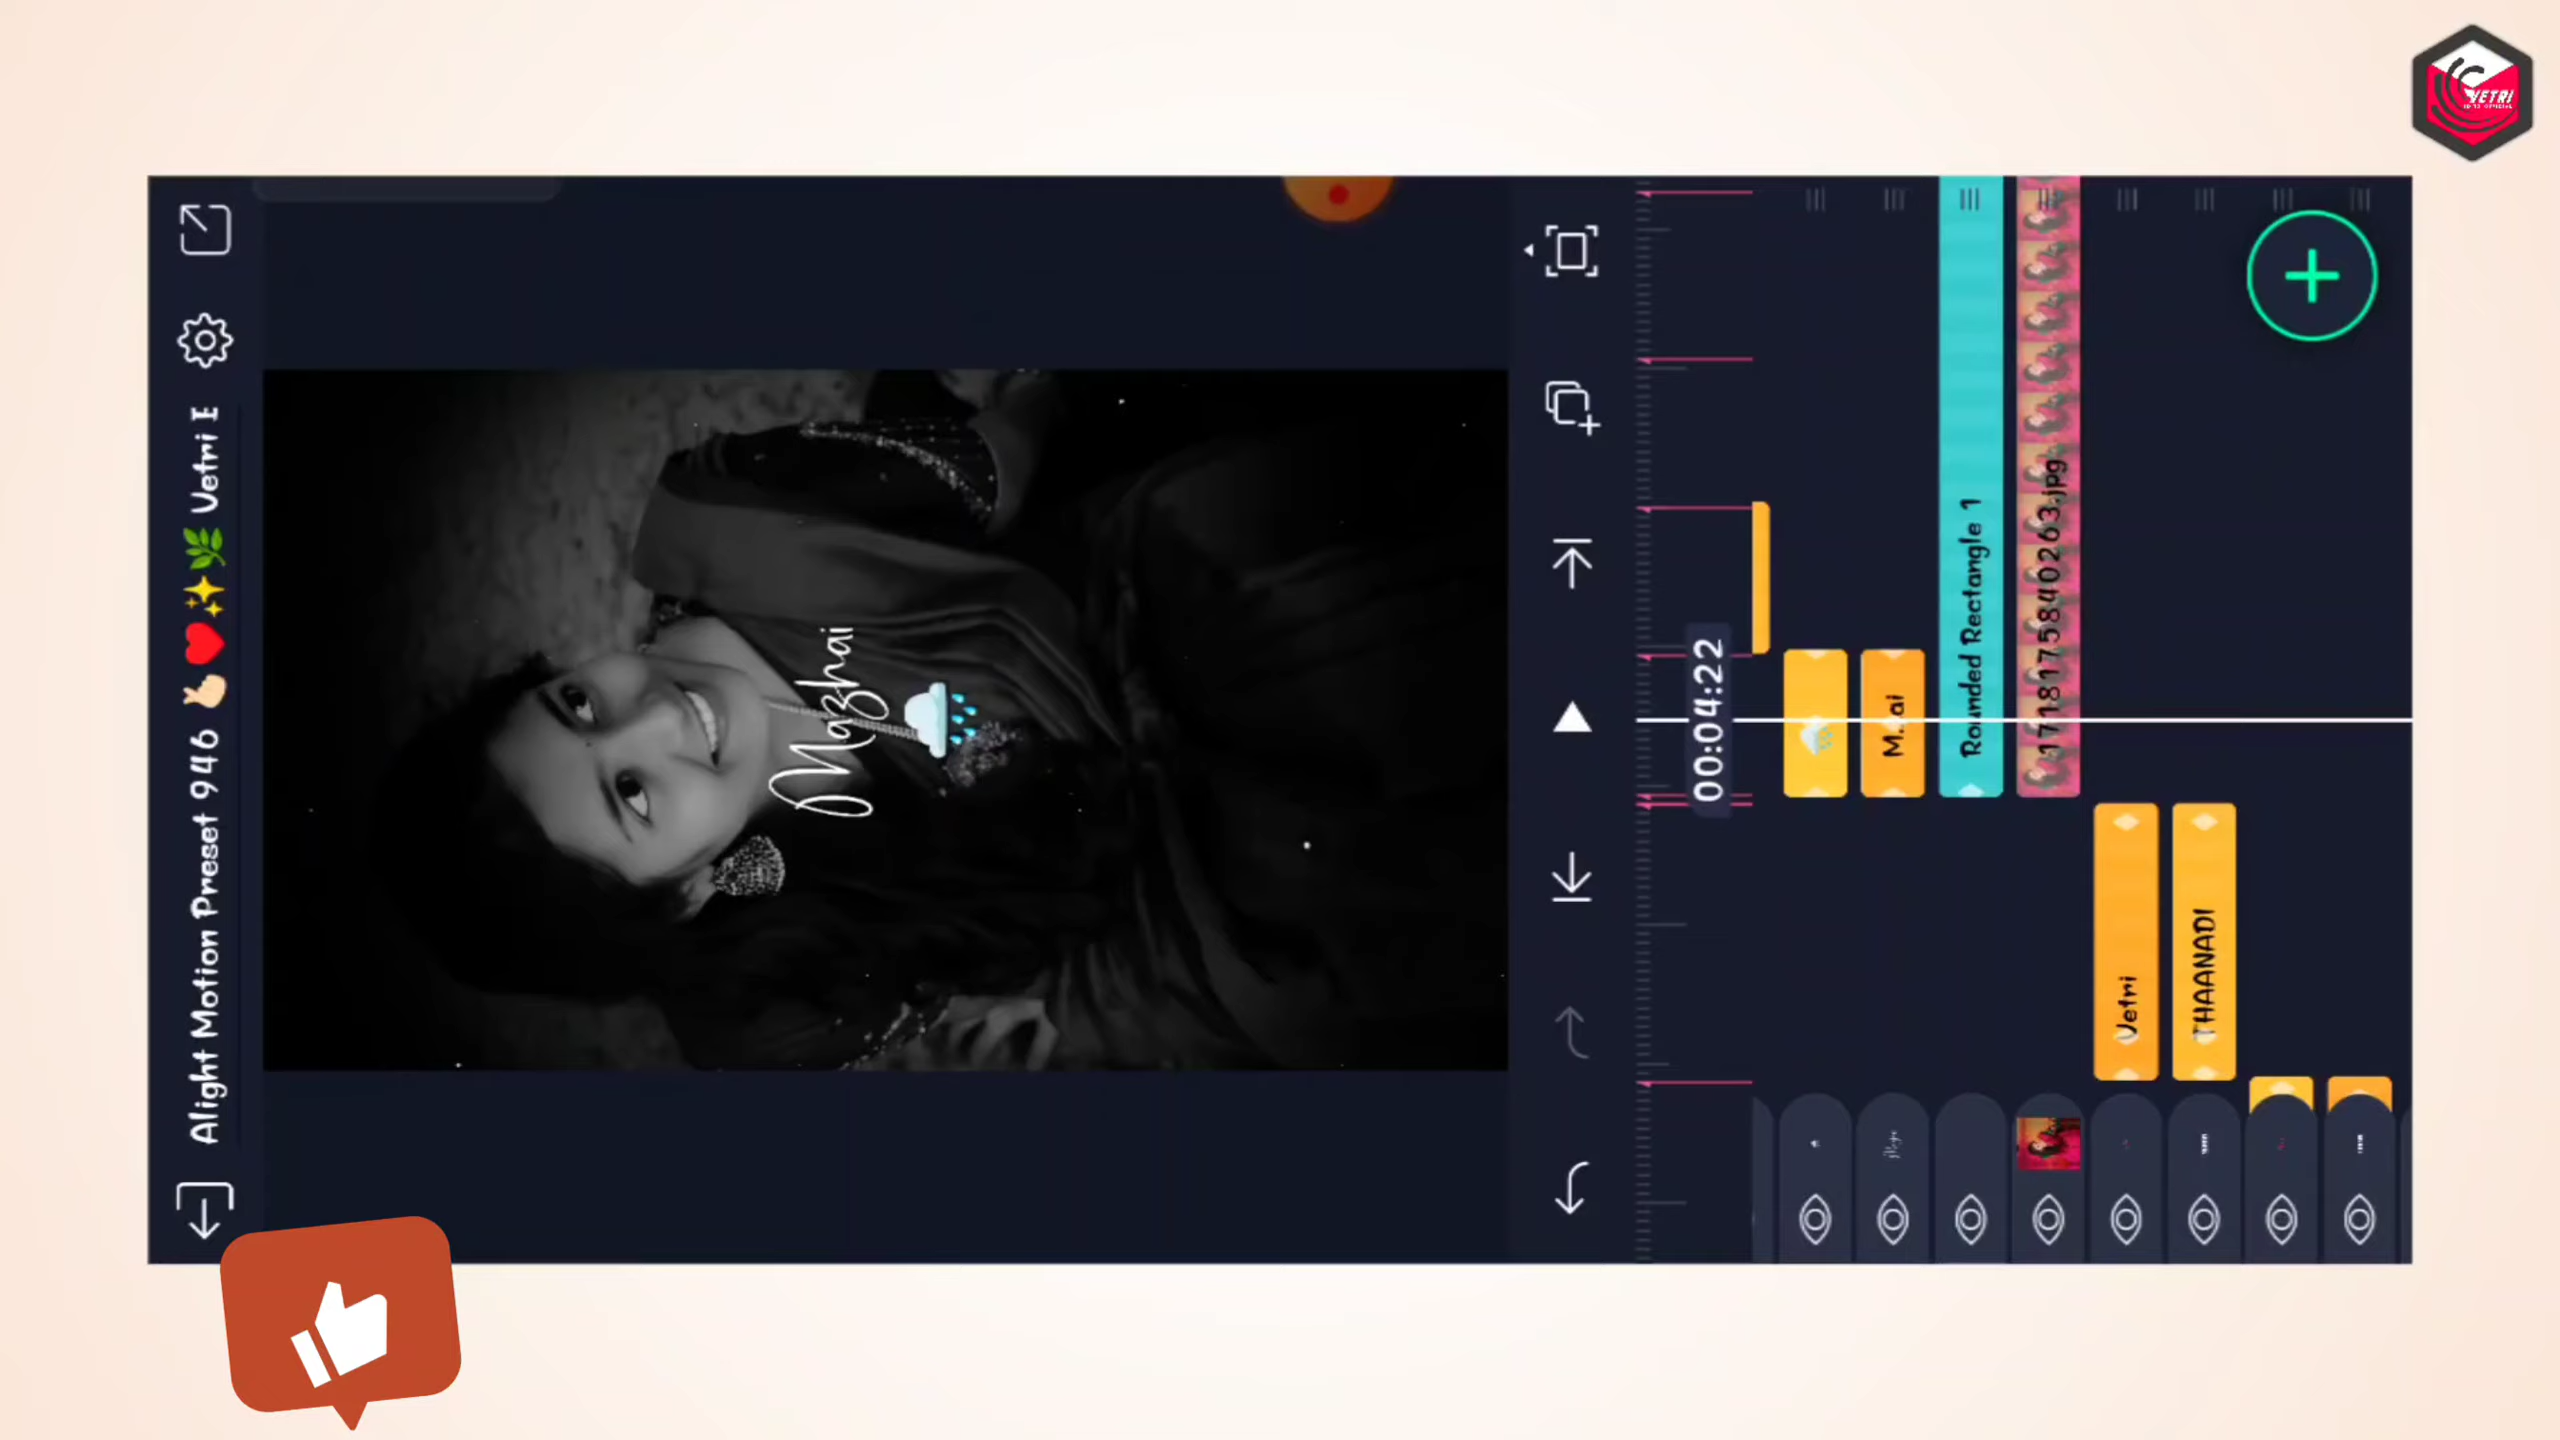 VETRI
Alight Motion Preset 946 🫰🏻❤️✨🌿 Vetri E
Mazhai
🌧️
00:04:22
🌧️
M...ai
Rounded Rectangle 1
1718175840263.jpg
Vetri
THAANADI